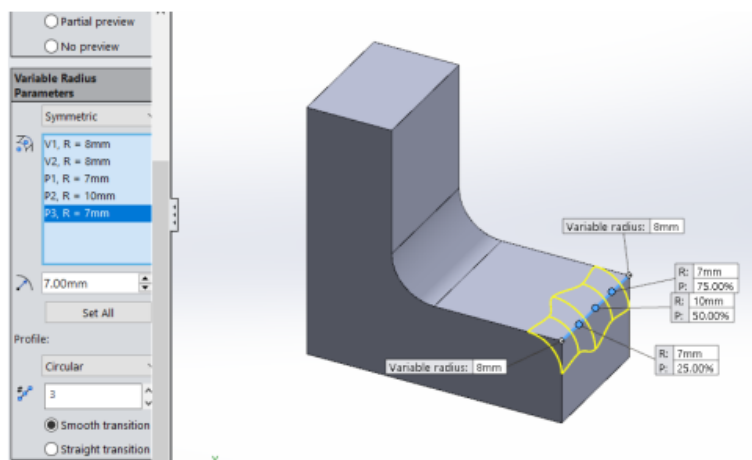 Partial preview
No preview
Variable Radius
Parameters
Symmetric
V1, R = 8mm
V2, R = 8mm
P1, R = 7mm
P2, R = 10mm
P3, R = 7mm
7.00mm
Set All
Profile:
Circular
3
Smooth transition
Straight transition
Variable radius: 8mm
R: 7mm
P: 75.00%
R: 10mm
P: 50.00%
R: 7mm
P: 25.00%
Variable radius: 8mm